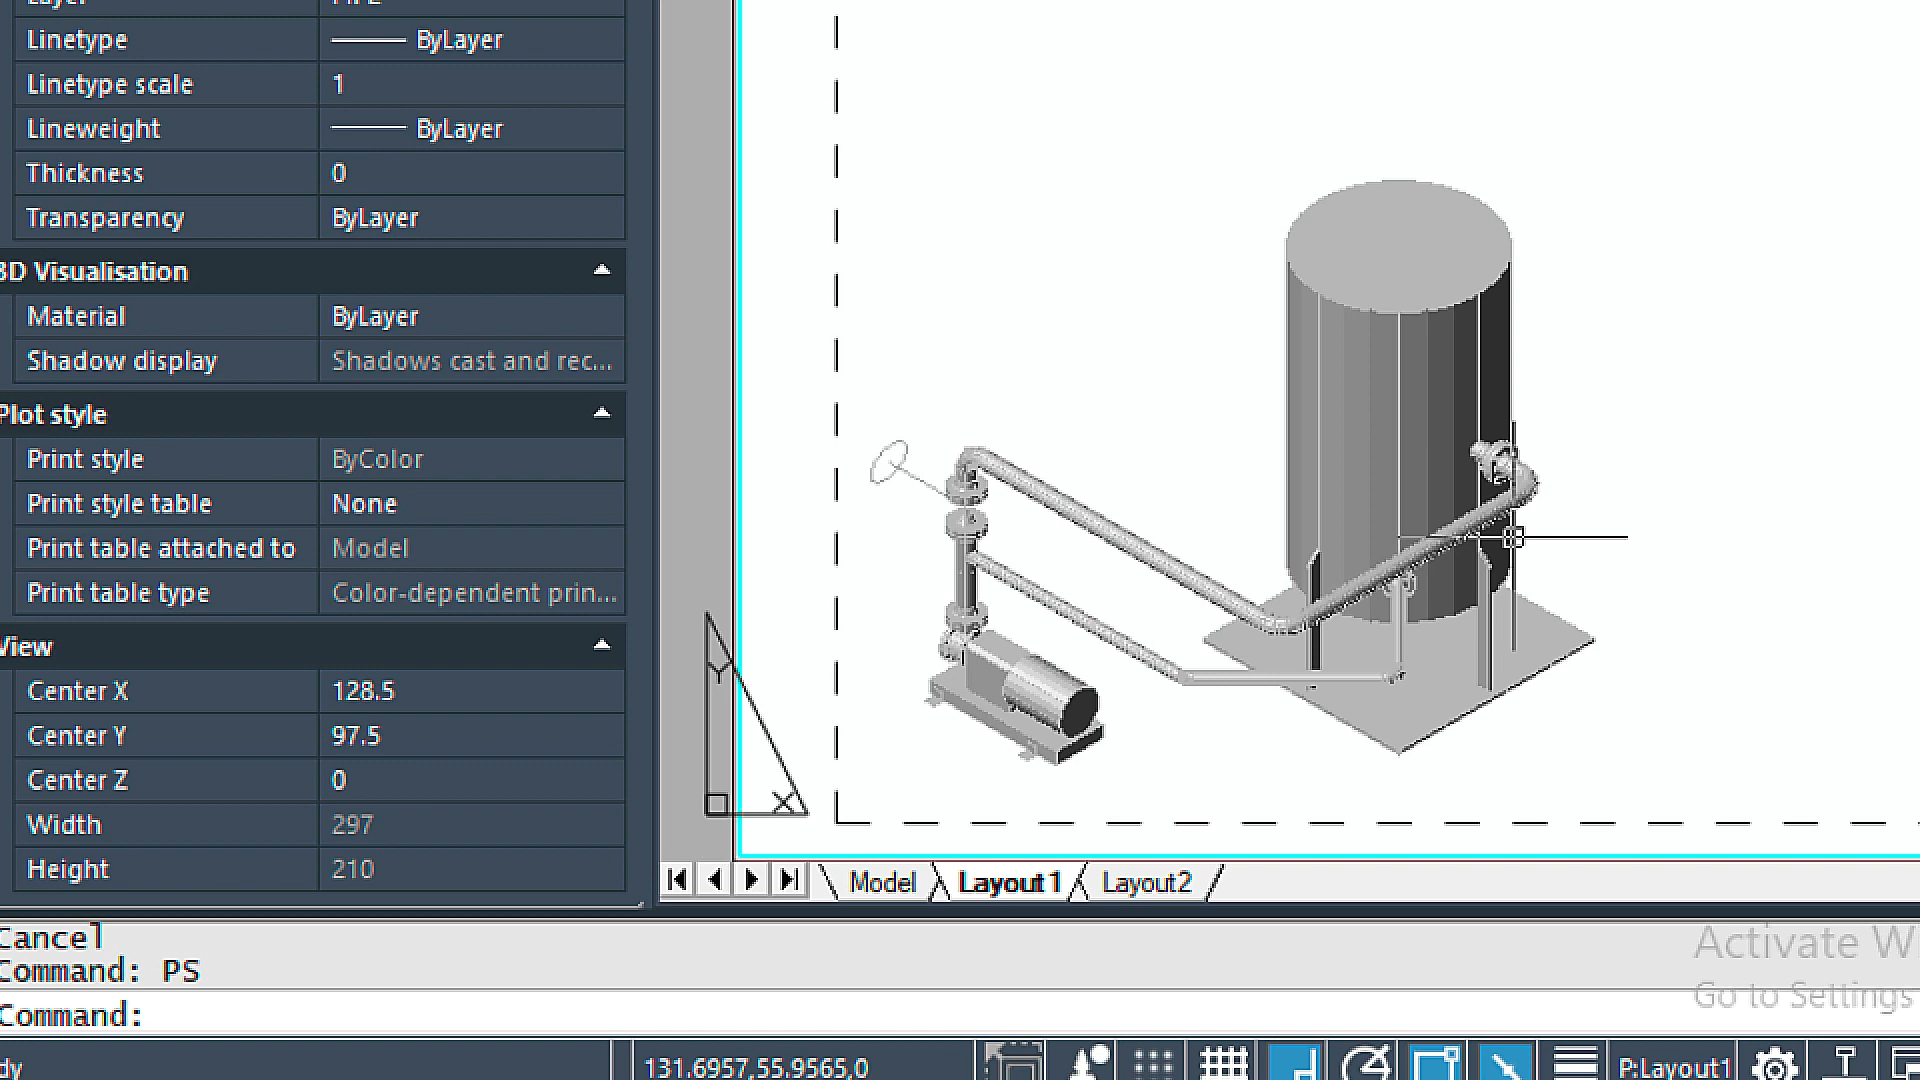 Linetype ByLayer
Linetype scale 1
Lineweight ByLayer
Thickness 0
Transparency ByLayer
3D Visualisation
Material ByLayer
Shadow display Shadows cast and rec...
Plot style
Print style ByColor
Print style table None
Print table attached to Model
Print table type Color-dependent prin...
View
Center X 128.5
Center Y 97.5
Center Z 0
Width 297
Height 210
Y
X
Model Layout1 Layout2
Cancel
Command: PS
Command:
Activate W
Go to Settings
dy 131.6957,55.9565,0 P:Layout1